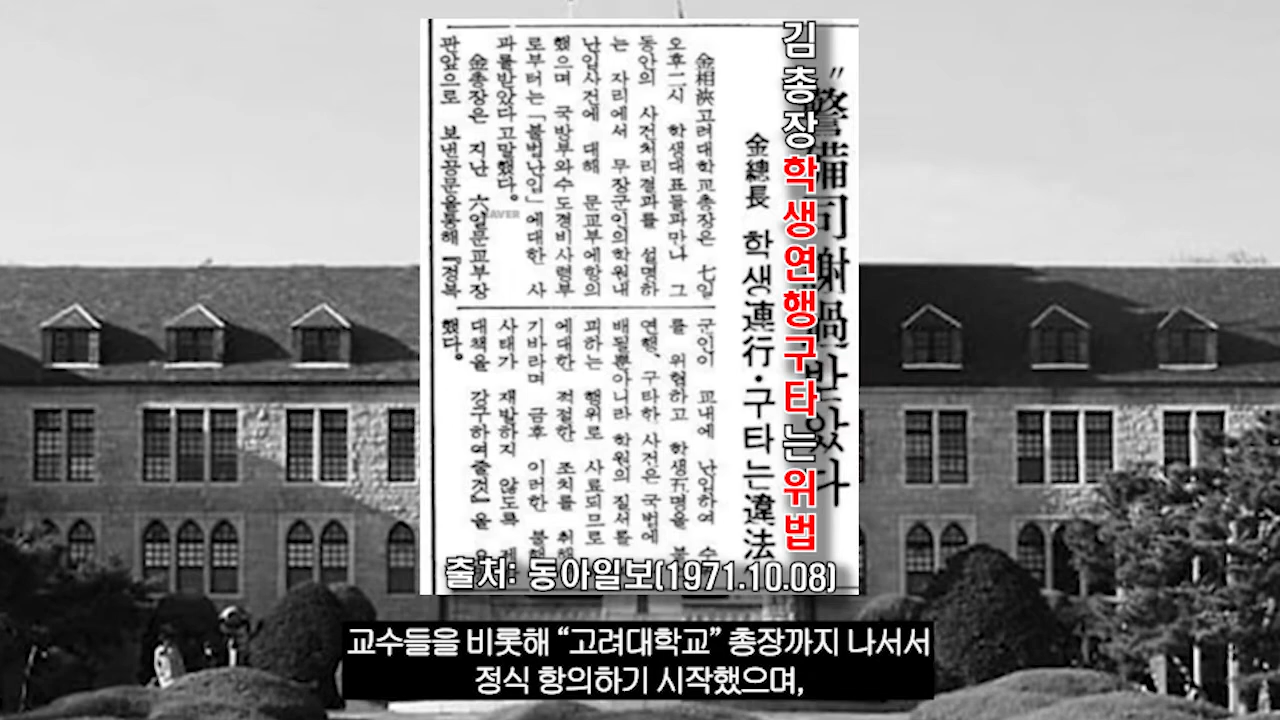 김총장 학생연행구타는위법
〃警備司謝過받았다
金總長 학생連行·구타는違法
金相浹고려대학교총장은 七일
오후二시 학생대표들과만나 그
동안의 사건처리결과를 설명하
는 자리에서 무장군인의학원내
난입사건에 대해 문교부에항의
했으며 국방부와수도경비사령부
로부터는「불법난입」에대한 사
과를받았다고말했다。
金총장은 지난 六일문교부장
관앞으로 보낸공문을통해『정복
군인이 교내에 난입하여 수
를 위협하고 학생五명을 불
연행、구타한 사건은국법에
배될뿐아니라 학원의 질서를
피하는 행위로 사료되므로
에대한 적절한 조치를 취해
기바라며 금후 이러한 불
사태가 재발하지 않도록
대책을 강구하여줄것』을
했다。
NAVER
출처: 동아일보(1971.10.08)
교수들을 비롯해 “고려대학교” 총장까지 나서서
정식 항의하기 시작했으며,